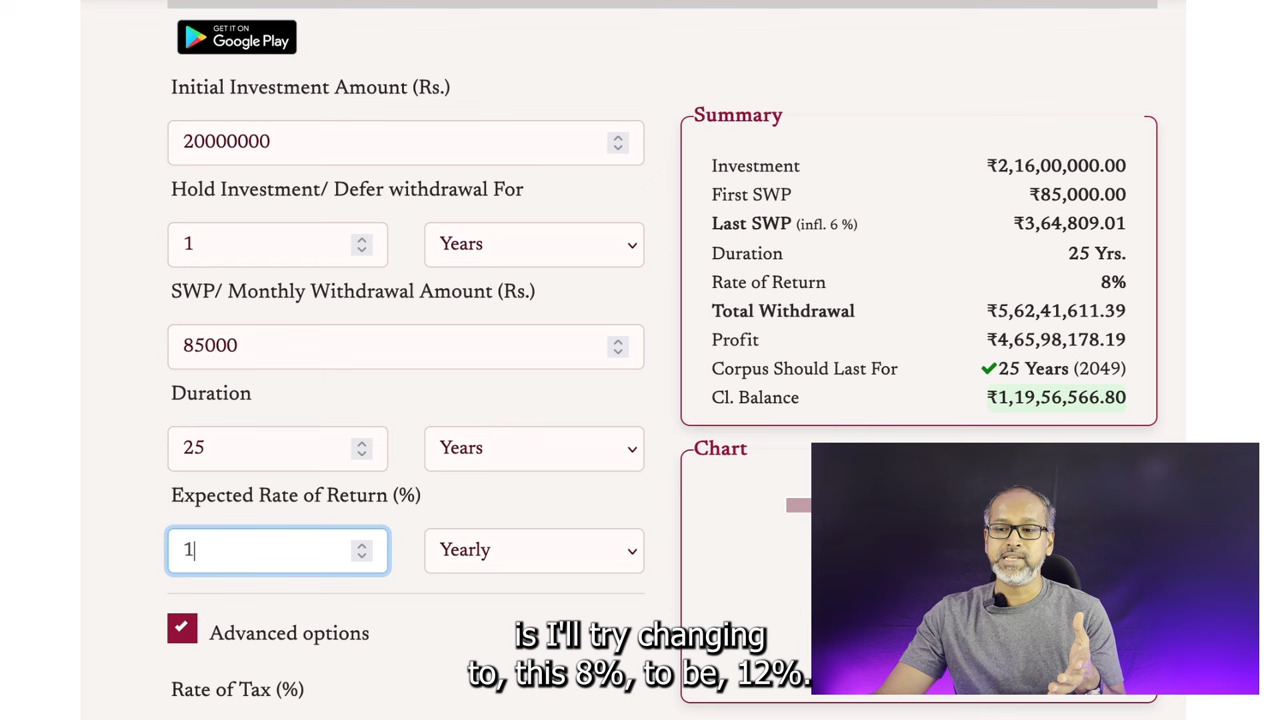 GET IT ON
Google Play
Initial Investment Amount (Rs.)
20000000
Hold Investment/ Defer withdrawal For
1
Years
SWP/ Monthly Withdrawal Amount (Rs.)
85000
Duration
25
Years
Expected Rate of Return (%)
1
Yearly
Advanced options
Rate of Tax (%)
Summary
Investment ₹2,16,00,000.00
First SWP ₹85,000.00
Last SWP (infl. 6 %) ₹3,64,809.01
Duration 25 Yrs.
Rate of Return 8%
Total Withdrawal ₹5,62,41,611.39
Profit ₹4,65,98,178.19
Corpus Should Last For 25 Years (2049)
Cl. Balance ₹1,19,56,566.80
Chart
is I'll try changing
to, this 8%, to be, 12%.